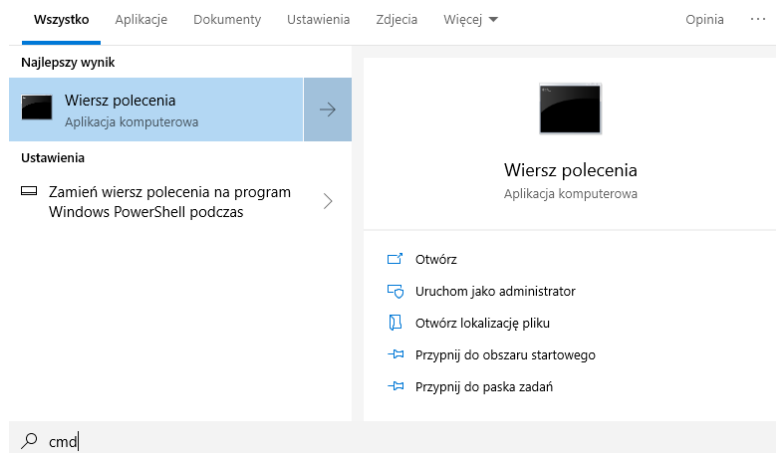 Wszystko Aplikacje Dokumenty Ustawienia Zdjecia Więcej Opinia ...
Najlepszy wynik
Wiersz polecenia
Aplikacja komputerowa
Ustawienia
Zamień wiersz polecenia na program
Windows PowerShell podczas
Wiersz polecenia
Aplikacja komputerowa
Otwórz
Uruchom jako administrator
Otwórz lokalizację pliku
Przypnij do obszaru startowego
Przypnij do paska zadań
cmd